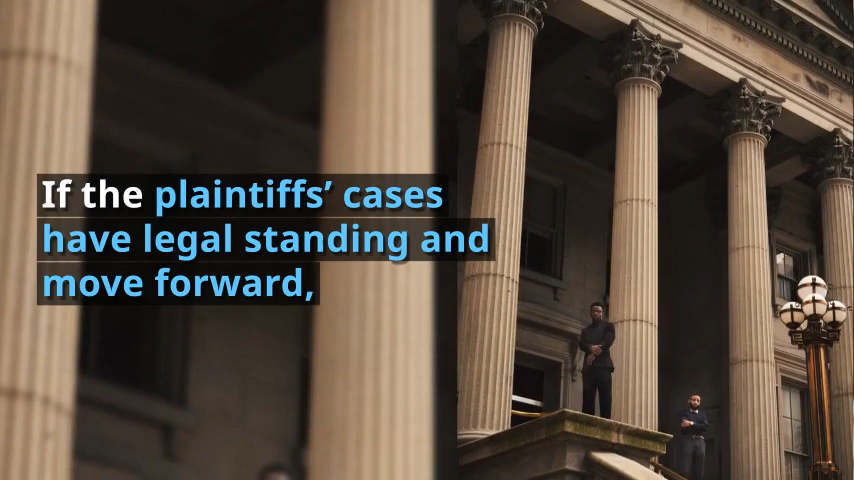 If the plaintiffs’ cases
have legal standing and
move forward,